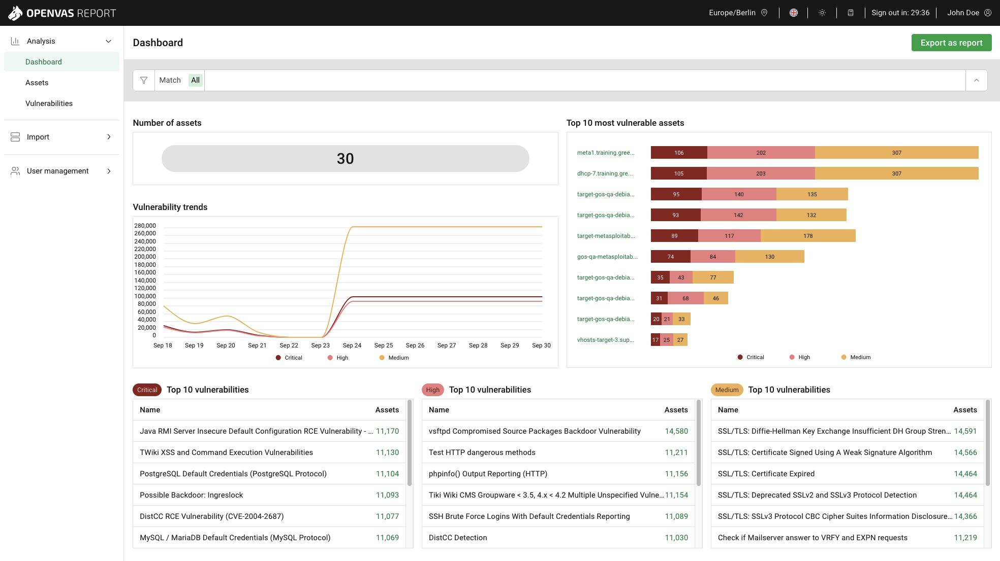 OPENVAS REPORT
Europe/Berlin
Sign out in: 29:36
John Doe
Analysis
Dashboard
Assets
Vulnerabilities
Import
User management
Dashboard
Export as report
Match All
Number of assets
30
Vulnerability trends
280,000
260,000
240,000
220,000
200,000
180,000
160,000
140,000
120,000
100,000
80,000
60,000
40,000
20,000
0
Sep 18 Sep 19 Sep 20 Sep 21 Sep 22 Sep 23 Sep 24 Sep 25 Sep 26 Sep 27 Sep 28 Sep 29 Sep 30
Critical High Medium
Top 10 most vulnerable assets
meta1.training.gree... 106 202 307
dhcp-7.training.gre... 105 203 307
target-gos-qa-debia... 95 140 135
target-gos-qa-debia... 93 142 132
target-metasploitab... 89 117 178
gos-qa-metasploitab... 74 84 130
target-gos-qa-debia... 35 43 77
target-gos-qa-debia... 31 68 46
target-gos-qa-debia... 20 21 33
vhosts-target-3.sup... 17 25 27
Critical High Medium
Critical Top 10 vulnerabilities
Name Assets
Java RMI Server Insecure Default Configuration RCE Vulnerability - ... 11,170
TWiki XSS and Command Execution Vulnerabilities 11,130
PostgreSQL Default Credentials (PostgreSQL Protocol) 11,104
Possible Backdoor: Ingreslock 11,093
DistCC RCE Vulnerability (CVE-2004-2687) 11,077
MySQL / MariaDB Default Credentials (MySQL Protocol) 11,069
High Top 10 vulnerabilities
Name Assets
vsftpd Compromised Source Packages Backdoor Vulnerability 14,580
Test HTTP dangerous methods 11,211
phpinfo() Output Reporting (HTTP) 11,156
Tiki Wiki CMS Groupware < 3.5, 4.x < 4.2 Multiple Unspecified Vulne... 11,154
SSH Brute Force Logins With Default Credentials Reporting 11,089
DistCC Detection 11,030
Medium Top 10 vulnerabilities
Name Assets
SSL/TLS: Diffie-Hellman Key Exchange Insufficient DH Group Stren... 14,591
SSL/TLS: Certificate Signed Using A Weak Signature Algorithm 14,566
SSL/TLS: Certificate Expired 14,464
SSL/TLS: Deprecated SSLv2 and SSLv3 Protocol Detection 14,464
SSL/TLS: SSLv3 Protocol CBC Cipher Suites Information Disclosure... 14,366
Check if Mailserver answer to VRFY and EXPN requests 11,219